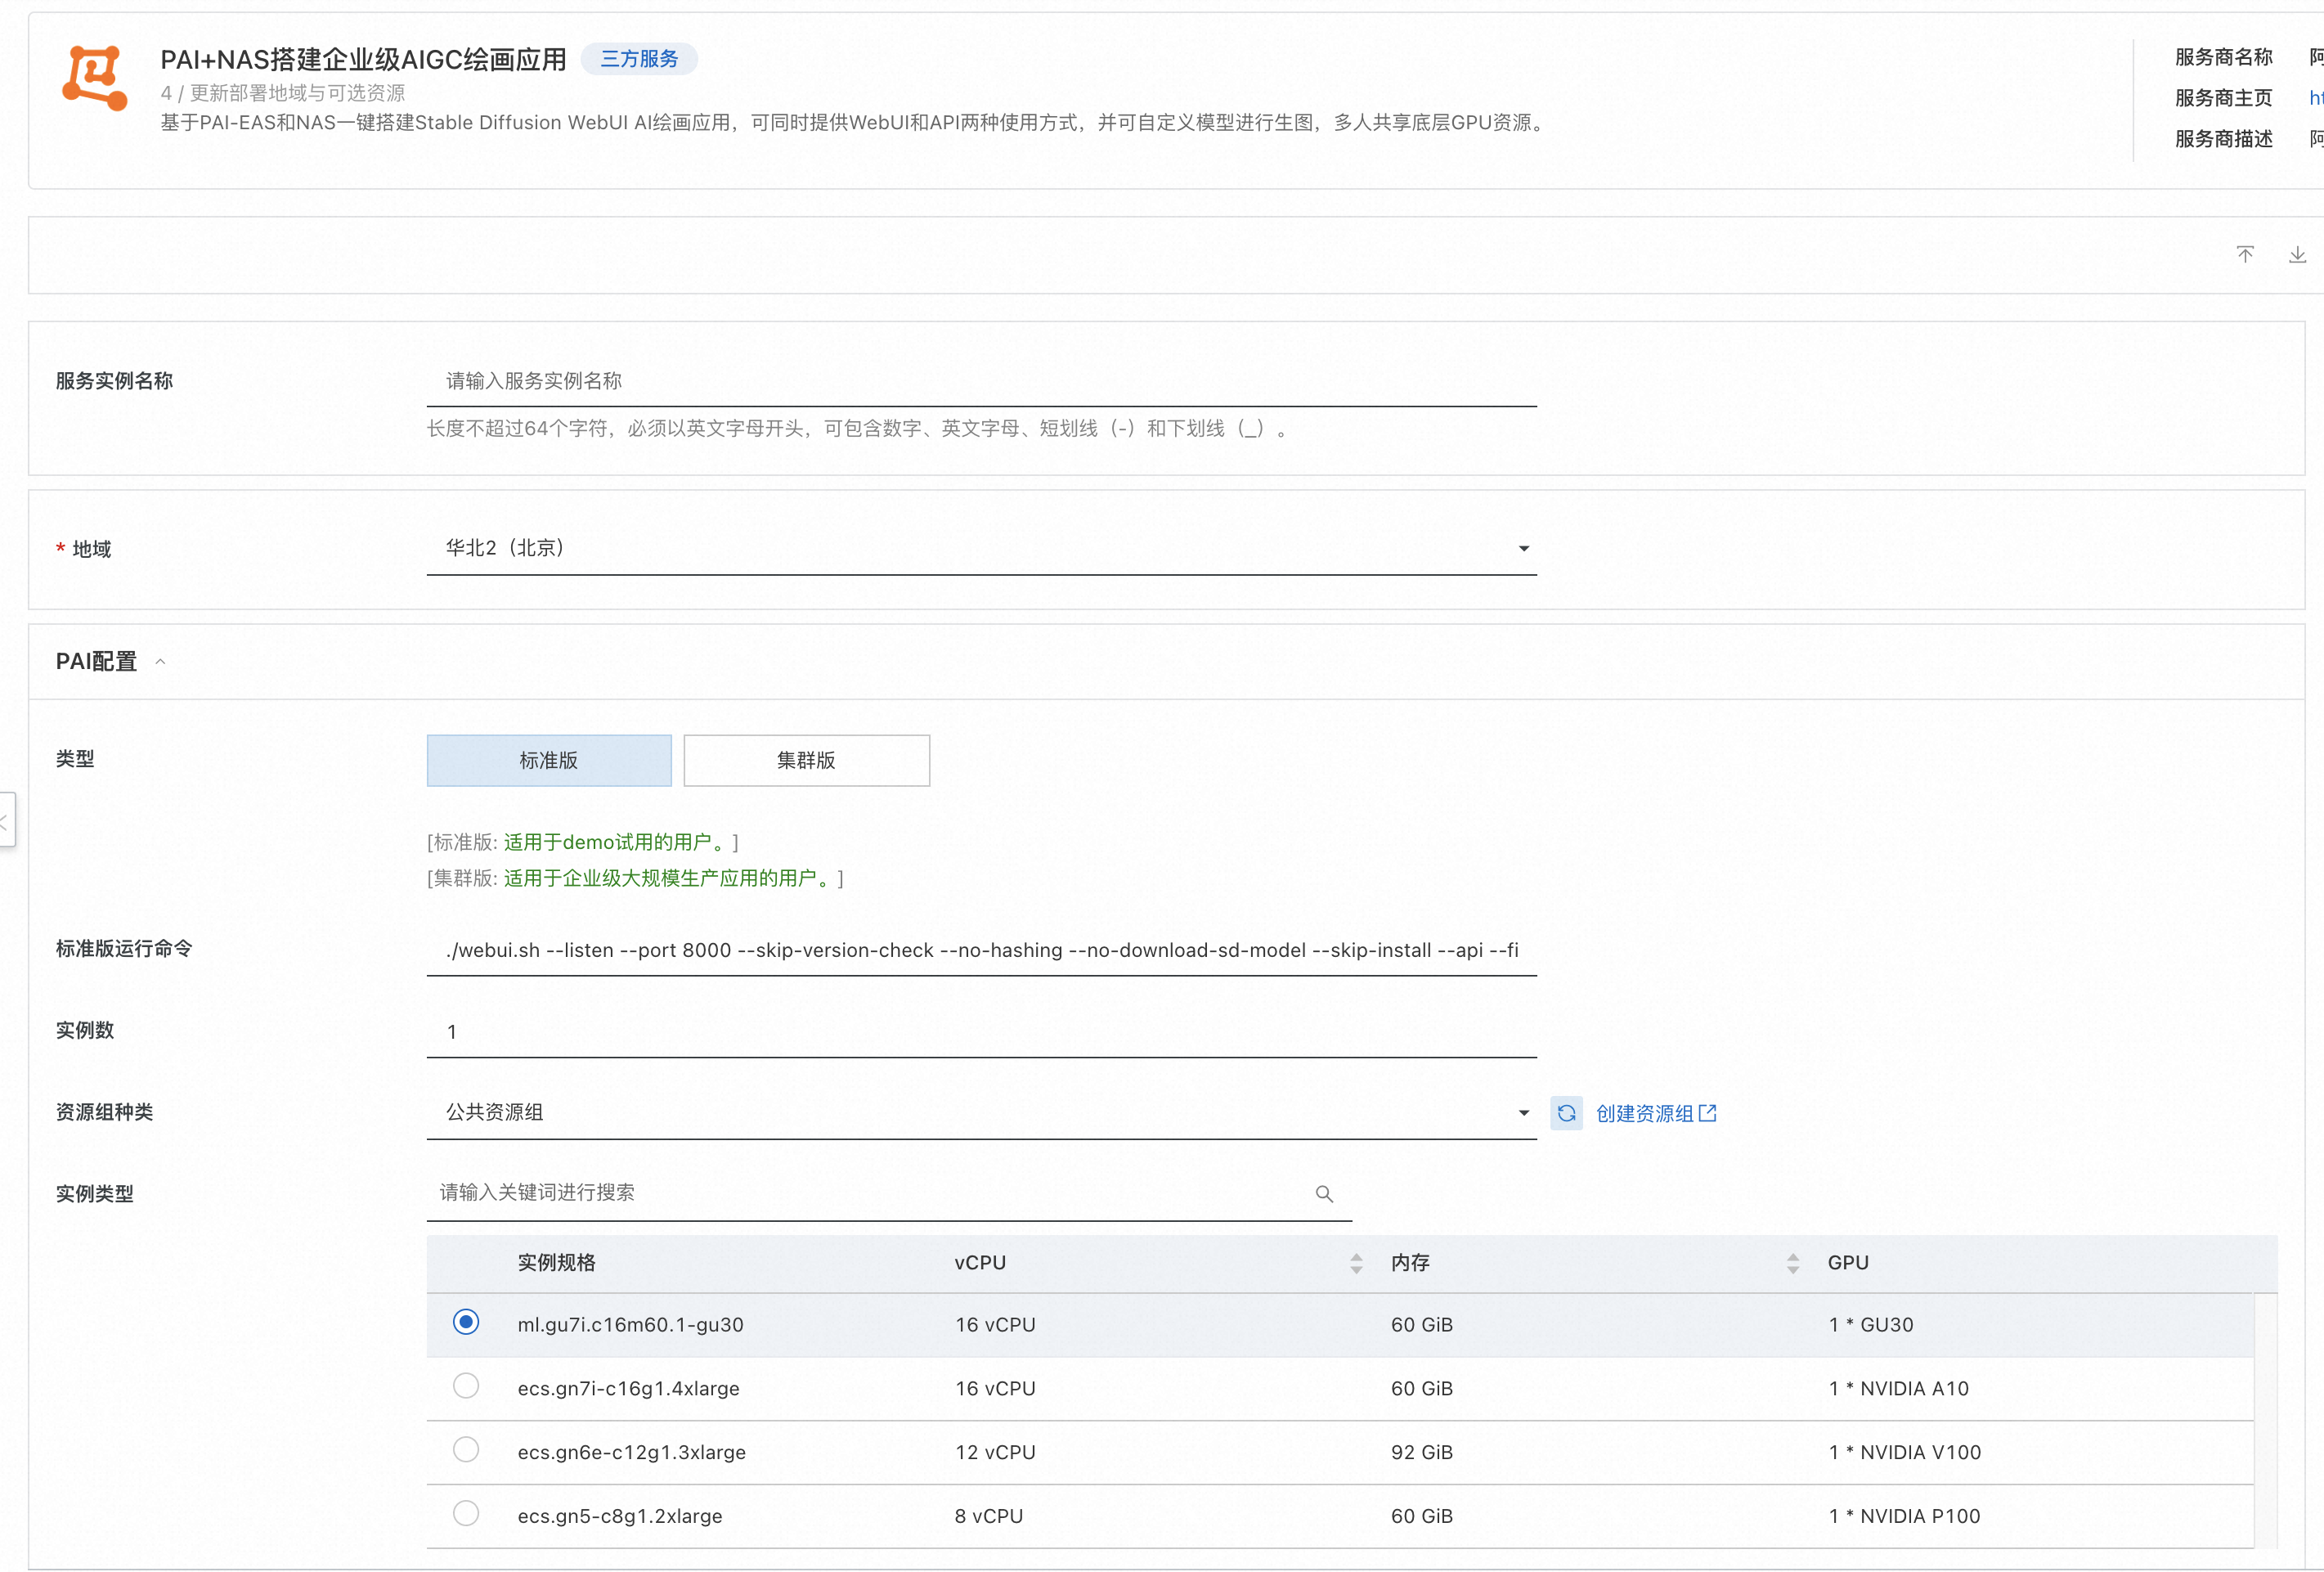 PAI+NAS搭建企业级AIGC绘画应用 三方服务
4 / 更新部署地域与可选资源
基于PAI-EAS和NAS一键搭建Stable Diffusion WebUI AI绘画应用，可同时提供WebUI和API两种使用方式，并可自定义模型进行生图，多人共享底层GPU资源。
服务商名称 阿
服务商主页
服务商描述 阿
服务实例名称 请输入服务实例名称
长度不超过64个字符，必须以英文字母开头，可包含数字、英文字母、短划线（-）和下划线（_）。
* 地域 华北2（北京）
PAI配置
类型 标准版 集群版
[标准版: 适用于demo试用的用户。]
[集群版: 适用于企业级大规模生产应用的用户。]
标准版运行命令 ./webui.sh --listen --port 8000 --skip-version-check --no-hashing --no-download-sd-model --skip-install --api --fi
实例数 1
资源组种类 公共资源组 创建资源组
实例类型 请输入关键词进行搜索
实例规格 vCPU 内存 GPU
ml.gu7i.c16m60.1-gu30 16 vCPU 60 GiB 1 * GU30
ecs.gn7i-c16g1.4xlarge 16 vCPU 60 GiB 1 * NVIDIA A10
ecs.gn6e-c12g1.3xlarge 12 vCPU 92 GiB 1 * NVIDIA V100
ecs.gn5-c8g1.2xlarge 8 vCPU 60 GiB 1 * NVIDIA P100